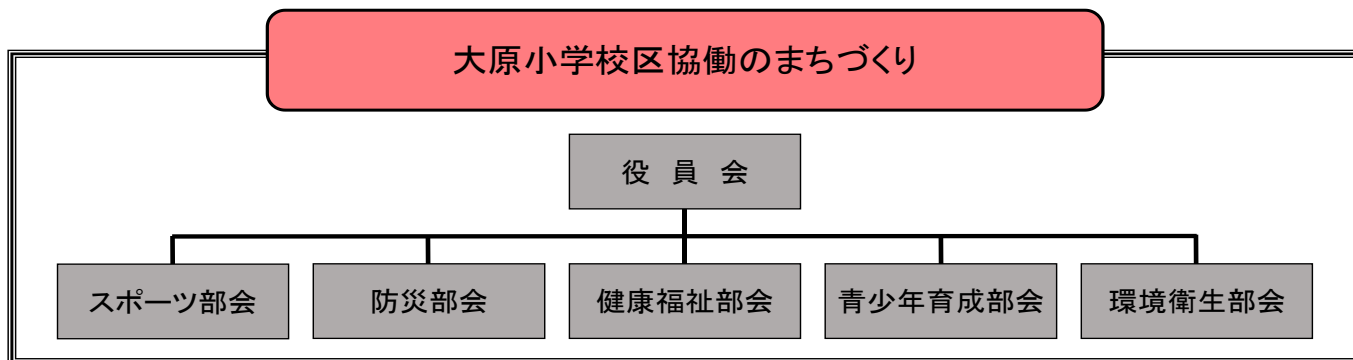 大原小学校区協働のまちづくり
役 員 会
スポーツ部会
防災部会
健康福祉部会
青少年育成部会
環境衛生部会